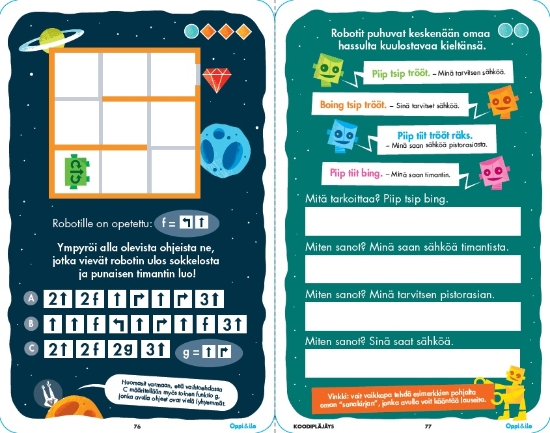 Robotille on opetettu: f = ↰ ↑
Ympyröi alla olevista ohjeista ne,
jotka vievät robotin ulos sokkelosta
ja punaisen timantin luo!
A 2↑ 2f ↑ ↱ ↑ ↱ 3↑
B ↑ ↑ f ↰ ↑ ↱ ↑ f 3↑
C 2↑ 2f 2g 3↑ g = ↑ ↱
Huomasit varmaan, että vaihtoehdossa
C määritellään myös toinen funktio g,
jonka avulla ohjeet ovat vielä lyhyemmät.
76
Oppi&ilo
Robotit puhuvat keskenään omaa
hassulta kuulostavaa kieltänsä.
Piip tsip trööt. – Minä tarvitsen sähköä.
Boing tsip trööt. – Sinä tarvitset sähköä.
Piip tiit trööt räks.
– Minä saan sähköä pistorasiasta.
Piip tiit bing. – Minä saan timantin.
Mitä tarkoittaa? Piip tsip bing.
Miten sanot? Minä saan sähköä timantista.
Miten sanot? Minä tarvitsen pistorasian.
Miten sanot? Sinä saat sähköä.
Vinkki: voit vaikkapa tehdä esimerkkien pohjalta
oman "sanakirjan", jonka avulla voit kääntää lauseita.
KOODIPLÄJÄYS
77
Oppi&ilo